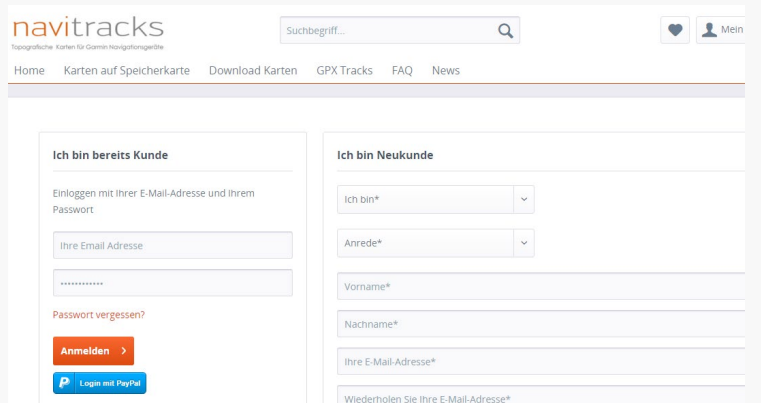 navitracks
Topografische Karten für Garmin Navigationsgeräte
Suchbegriff...
Mein
Home Karten auf Speicherkarte Download Karten GPX Tracks FAQ News
Ich bin bereits Kunde
Einloggen mit Ihrer E-Mail-Adresse und Ihrem
Passwort
Ihre Email Adresse
••••••••••••
Passwort vergessen?
Anmelden
Login mit PayPal
Ich bin Neukunde
Ich bin*
Anrede*
Vorname*
Nachname*
Ihre E-Mail-Adresse*
Wiederholen Sie Ihre E-Mail-Adresse*